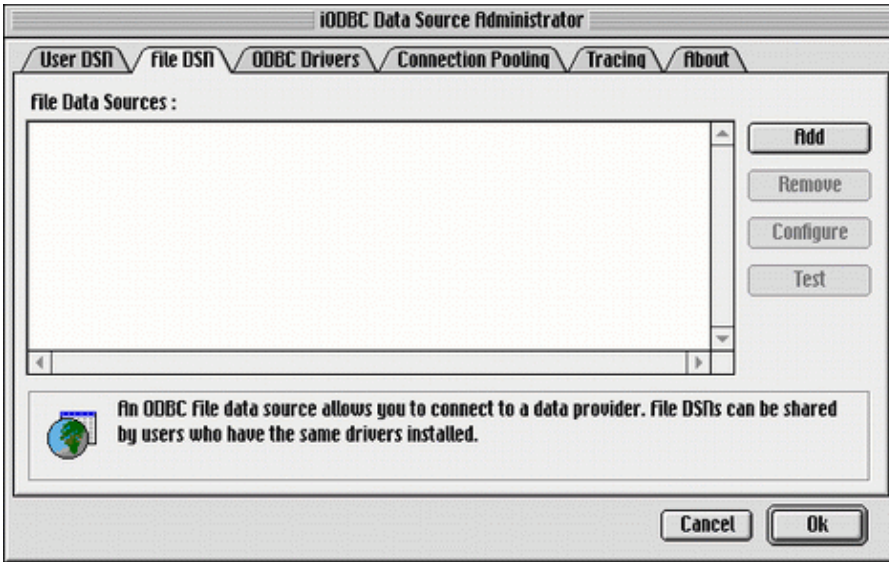 iODBC Data Source Administrator
User DSN File DSN ODBC Drivers Connection Pooling Tracing About
File Data Sources :
Add
Remove
Configure
Test
An ODBC File data source allows you to connect to a data provider. File DSNs can be shared
by users who have the same drivers installed.
Cancel Ok